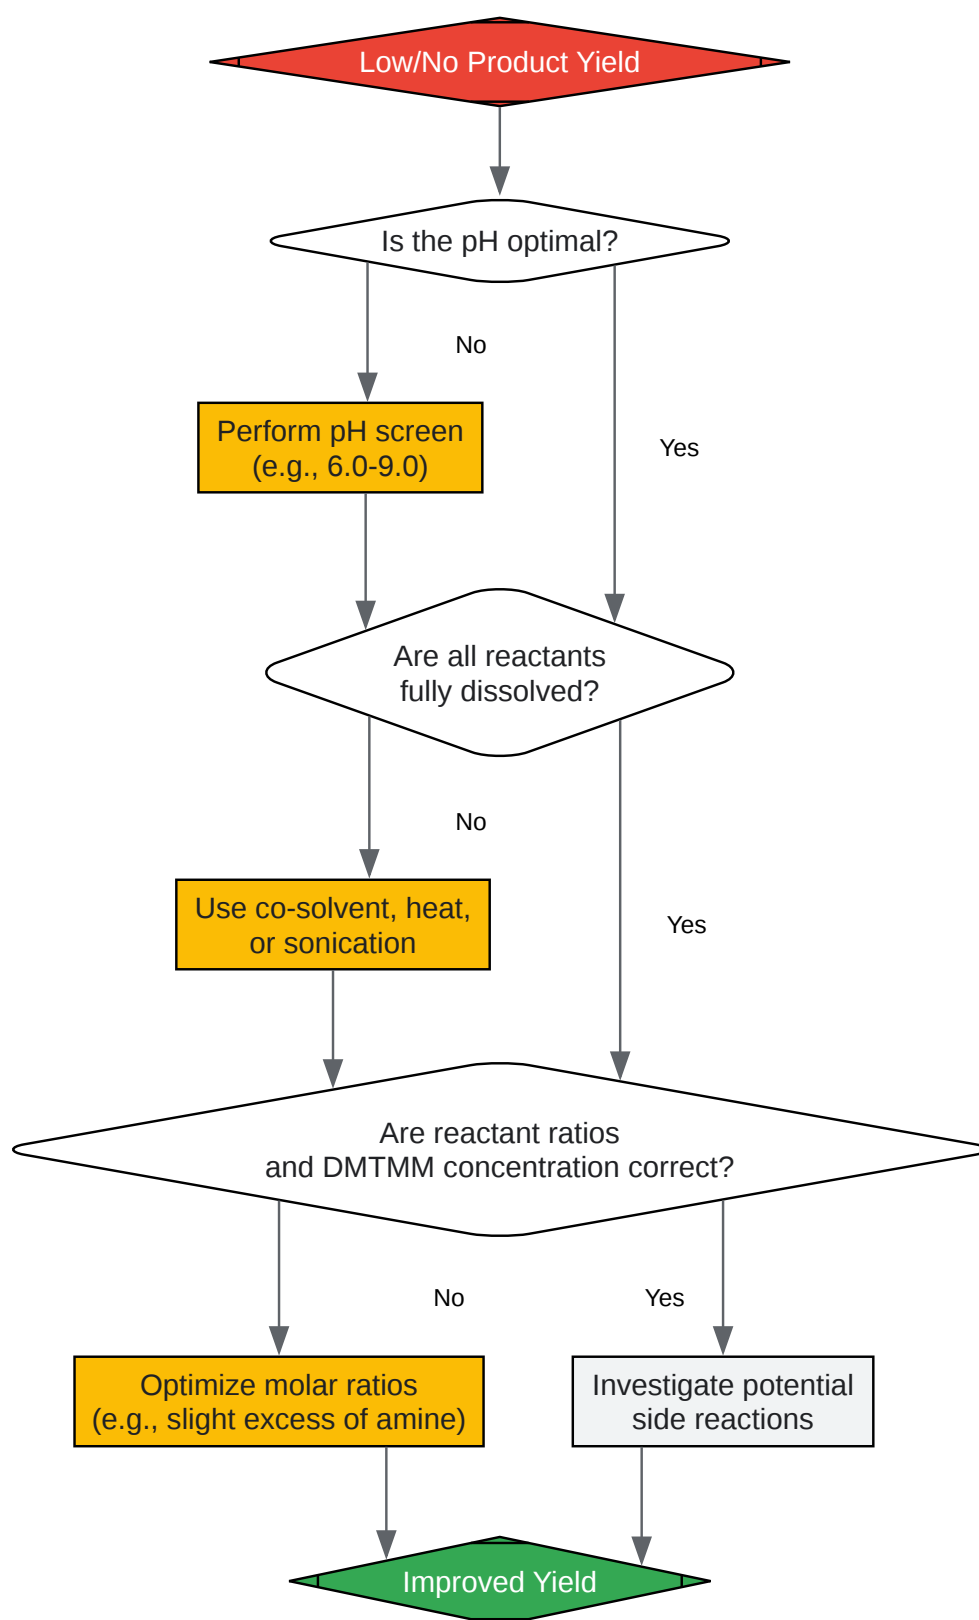 Low/No Product Yield
Is the pH optimal?
No
Perform pH screen
(e.g., 6.0-9.0)
Yes
Are all reactants
fully dissolved?
No
Use co-solvent, heat,
or sonication
Yes
Are reactant ratios
and DMTMM concentration correct?
No
Yes
Optimize molar ratios
(e.g., slight excess of amine)
Investigate potential
side reactions
Improved Yield